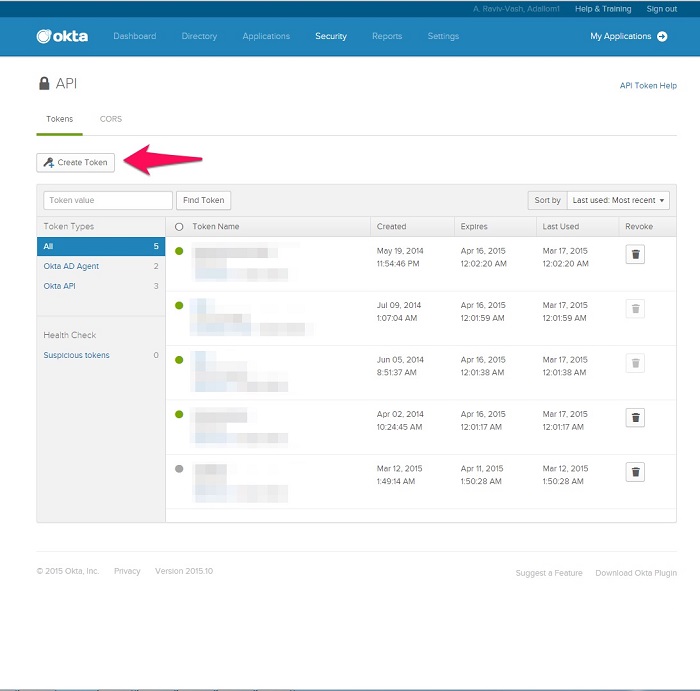 A. Raviv-Vash, Adallom1 Help & Training Sign out
okta Dashboard Directory Applications Security Reports Settings My Applications
API
API Token Help
Tokens CORS
Create Token
Token value Find Token Sort by Last used: Most recent
Token Types Token Name Created Expires Last Used Revoke
All 5
Okta AD Agent 2
Okta API 3
Health Check
Suspicious tokens 0
May 19, 2014 Apr 16, 2015 Mar 17, 2015
11:54:46 PM 12:02:20 AM 12:02:20 AM
Jul 09, 2014 Apr 16, 2015 Mar 17, 2015
1:07:04 AM 12:01:59 AM 12:01:59 AM
Jun 05, 2014 Apr 16, 2015 Mar 17, 2015
8:51:37 AM 12:01:38 AM 12:01:38 AM
Apr 02, 2014 Apr 16, 2015 Mar 17, 2015
10:24:45 AM 12:01:17 AM 12:01:17 AM
Mar 12, 2015 Apr 11, 2015 Mar 12, 2015
1:49:14 AM 1:50:28 AM 1:50:28 AM
© 2015 Okta, Inc. Privacy Version 2015.10 Suggest a Feature Download Okta Plugin